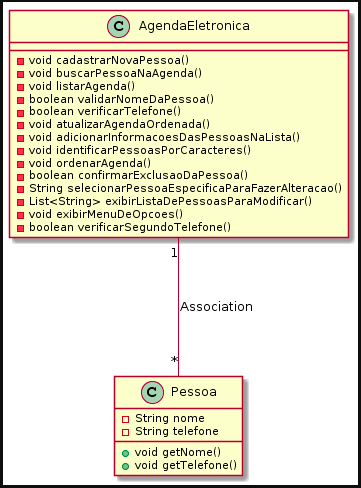 C AgendaEletronica
void cadastrarNovaPessoa()
void buscarPessoaNaAgenda()
void listarAgenda()
boolean validarNomeDaPessoa()
boolean verificarTelefone()
void atualizarAgendaOrdenada()
void adicionarInformacoesDasPessoasNaLista()
void identificarPessoasPorCaracteres()
void ordenarAgenda()
boolean confirmarExclusaoDaPessoa()
String selecionarPessoaEspecificaParaFazerAlteracao()
List<String> exibirListaDePessoasParaModificar()
void exibirMenuDeOpcoes()
boolean verificarSegundoTelefone()
1
Association
*
C Pessoa
String nome
String telefone
void getNome()
void getTelefone()